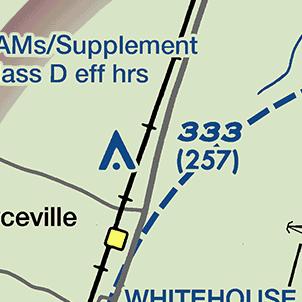 AMs/Supplement
ass D eff hrs
333
(257)
ceville
WHITEHOUSE